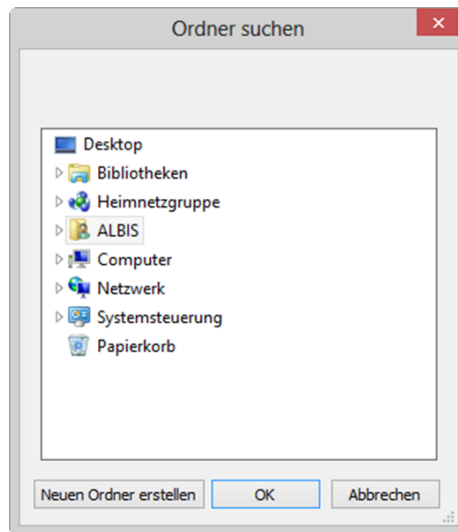 Ordner suchen
Desktop
Bibliotheken
Heimnetzgruppe
ALBIS
Computer
Netzwerk
Systemsteuerung
Papierkorb
Neuen Ordner erstellen OK Abbrechen